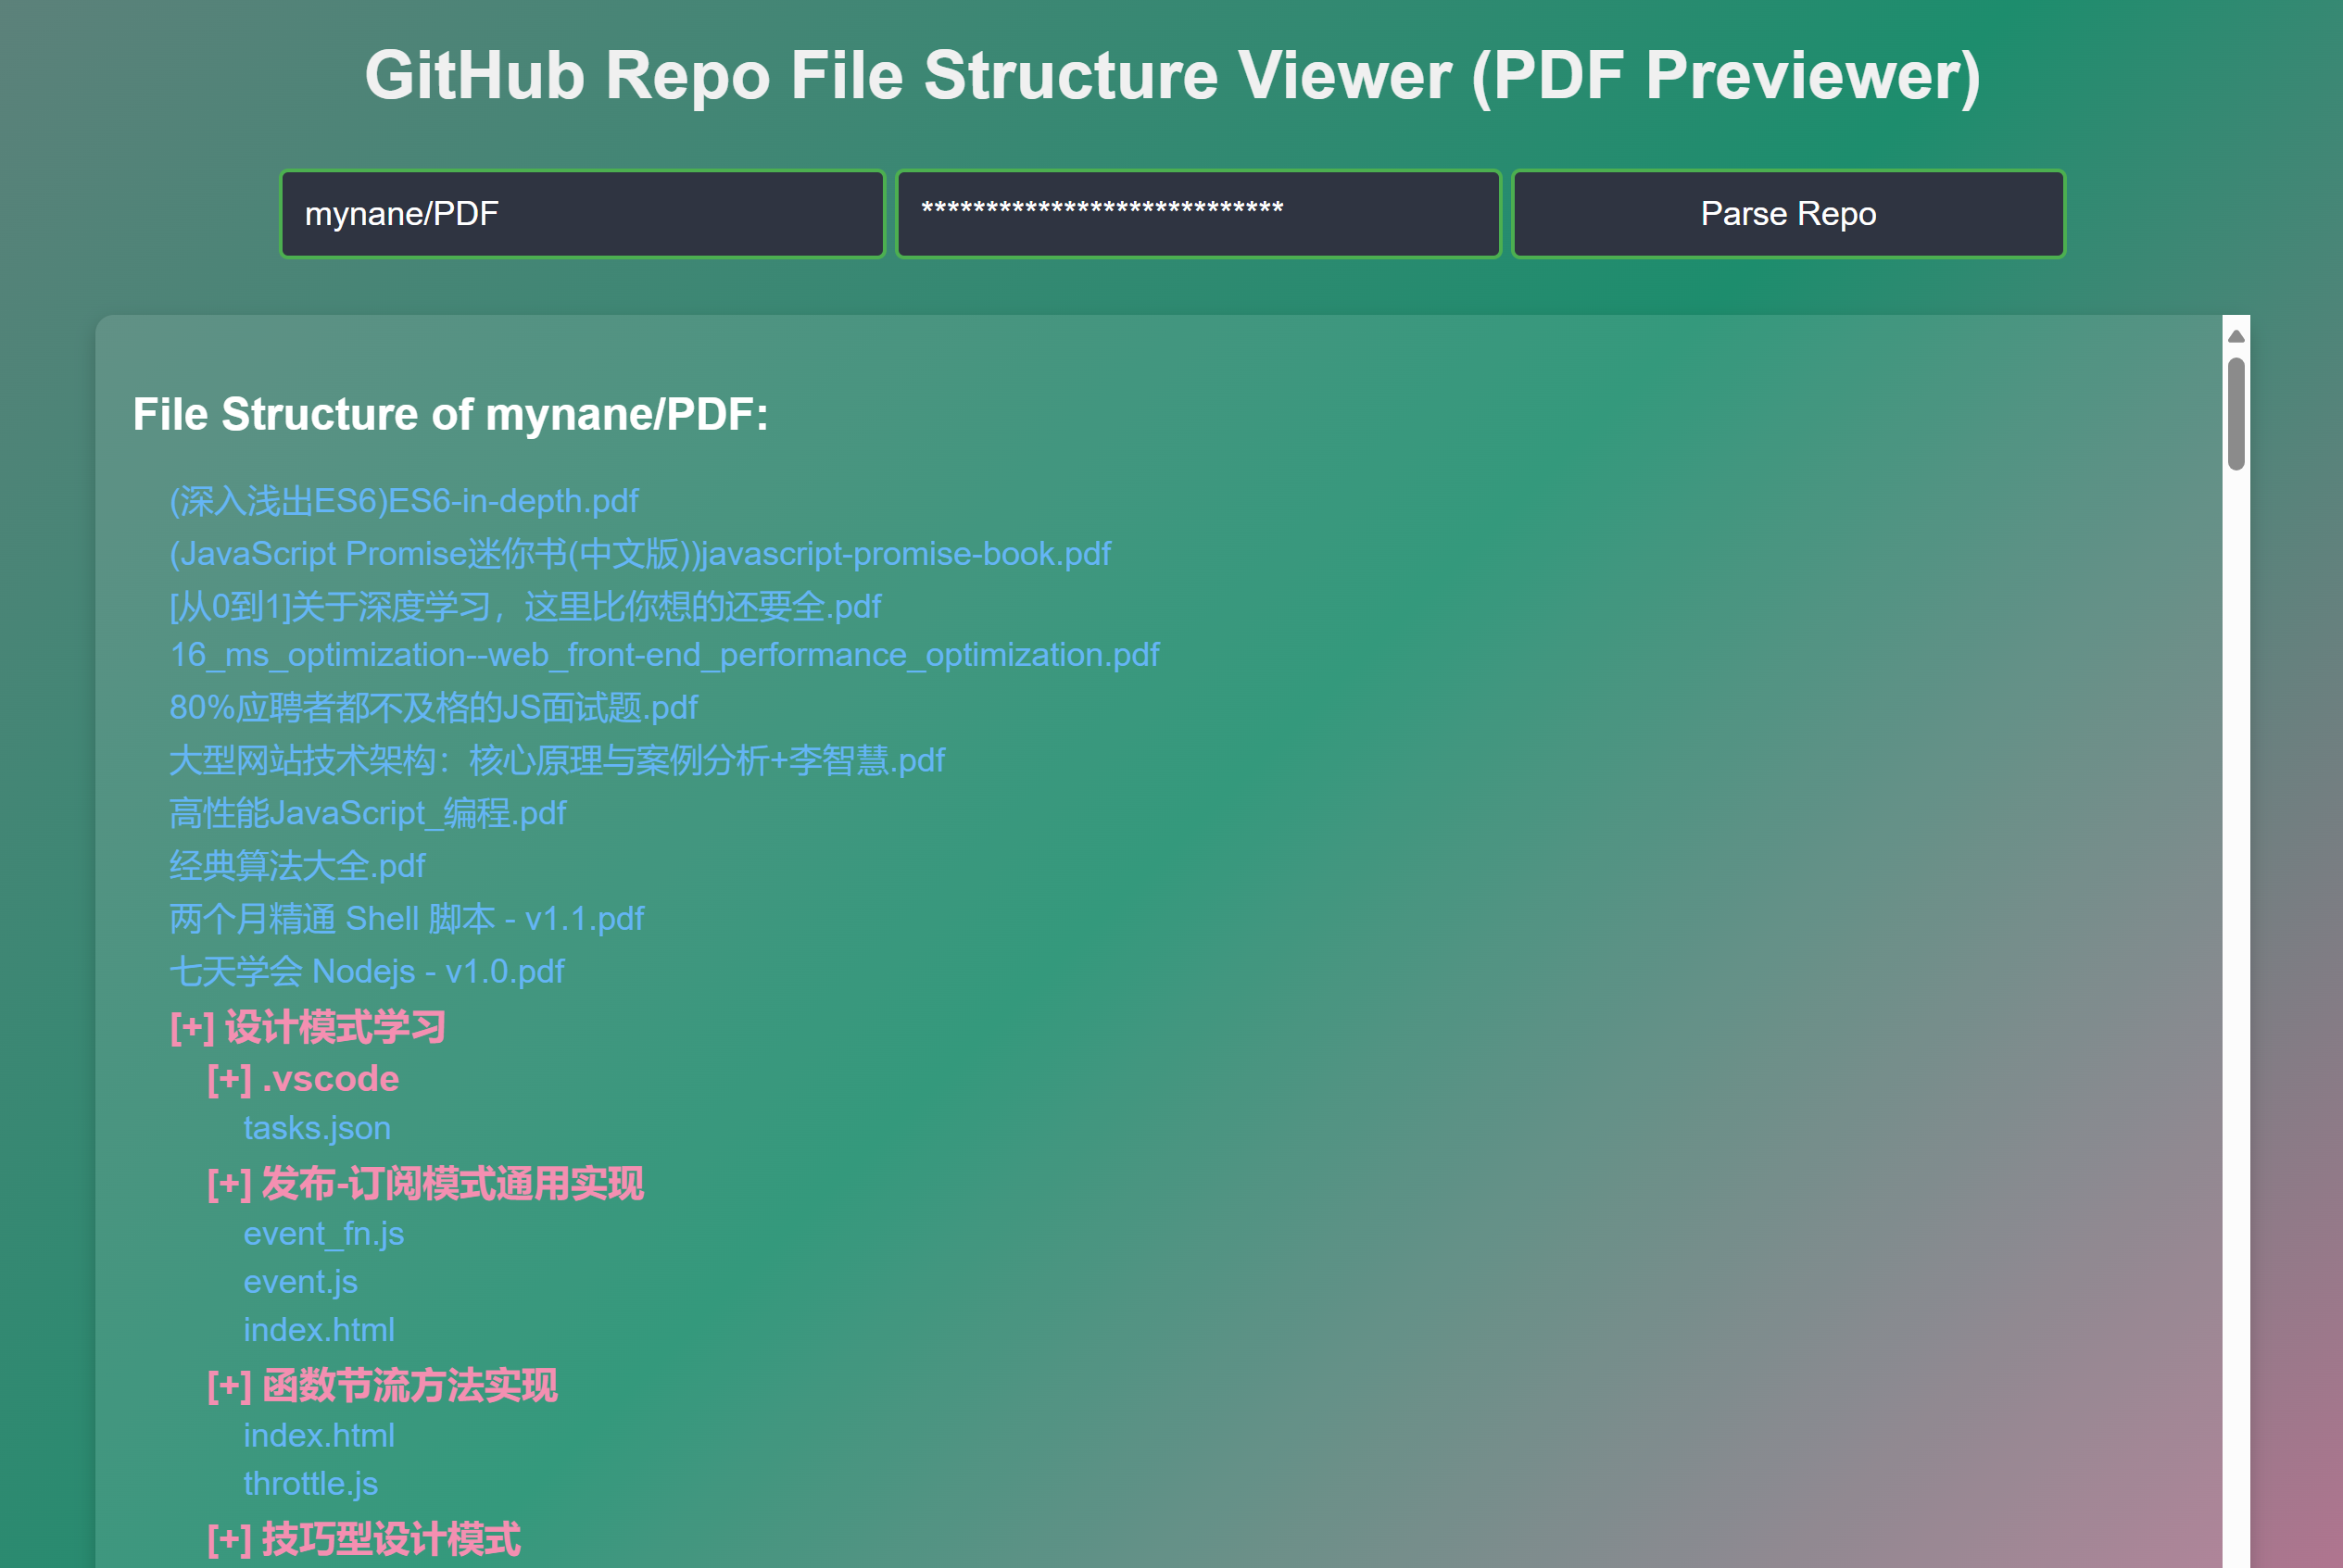 GitHub Repo File Structure Viewer (PDF Previewer)
mynane/PDF
****************************
Parse Repo
File Structure of mynane/PDF:
(深入浅出ES6)ES6-in-depth.pdf
(JavaScript Promise迷你书(中文版))javascript-promise-book.pdf
[从0到1]关于深度学习，这里比你想的还要全.pdf
16_ms_optimization--web_front-end_performance_optimization.pdf
80%应聘者都不及格的JS面试题.pdf
大型网站技术架构：核心原理与案例分析+李智慧.pdf
高性能JavaScript_编程.pdf
经典算法大全.pdf
两个月精通 Shell 脚本 - v1.1.pdf
七天学会 Nodejs - v1.0.pdf
[+] 设计模式学习
[+] .vscode
tasks.json
[+] 发布-订阅模式通用实现
event_fn.js
event.js
index.html
[+] 函数节流方法实现
index.html
throttle.js
[+] 技巧型设计模式